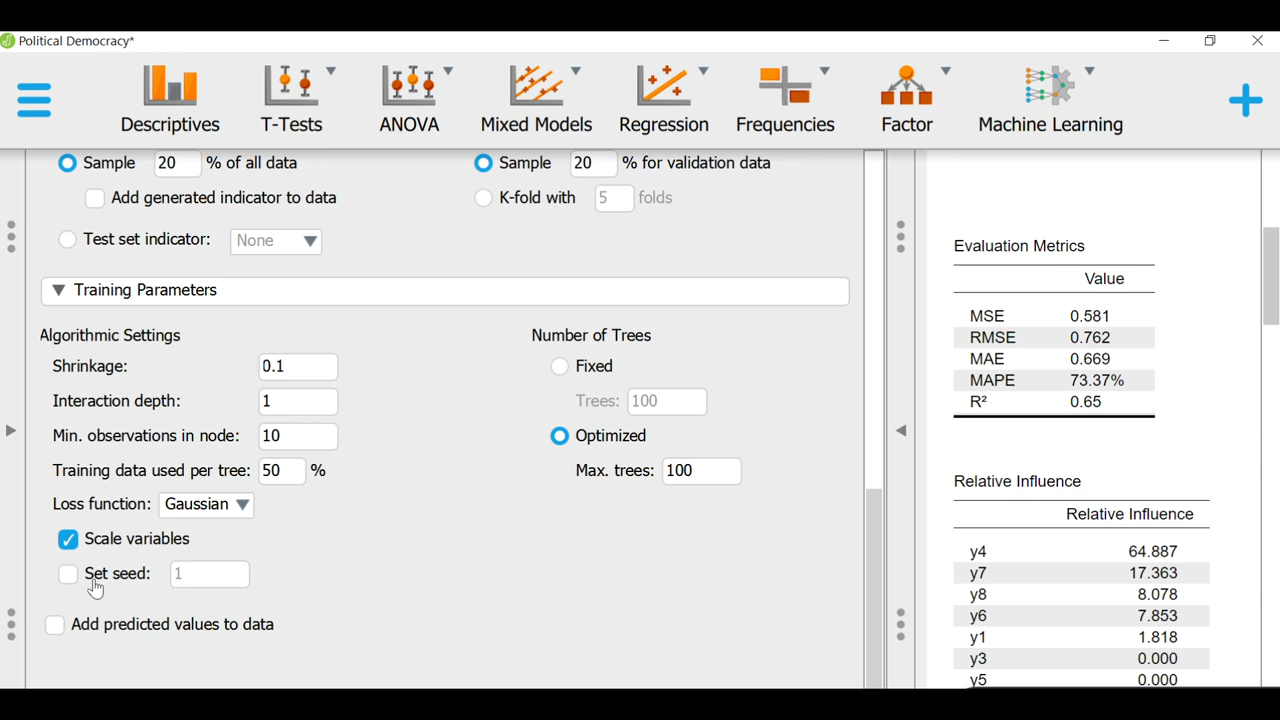 Political Democracy*
Descriptives T-Tests ANOVA Mixed Models Regression Frequencies Factor Machine Learning
Sample 20 % of all data
Add generated indicator to data
Test set indicator: None
Sample 20 % for validation data
K-fold with 5 folds
Training Parameters
Algorithmic Settings
Shrinkage: 0.1
Interaction depth: 1
Min. observations in node: 10
Training data used per tree: 50 %
Loss function: Gaussian
Scale variables
Set seed: 1
Add predicted values to data
Number of Trees
Fixed
Trees: 100
Optimized
Max. trees: 100
Evaluation Metrics
Value
MSE 0.581
RMSE 0.762
MAE 0.669
MAPE 73.37%
R² 0.65
Relative Influence
Relative Influence
y4 64.887
y7 17.363
y8 8.078
y6 7.853
y1 1.818
y3 0.000
y5 0.000